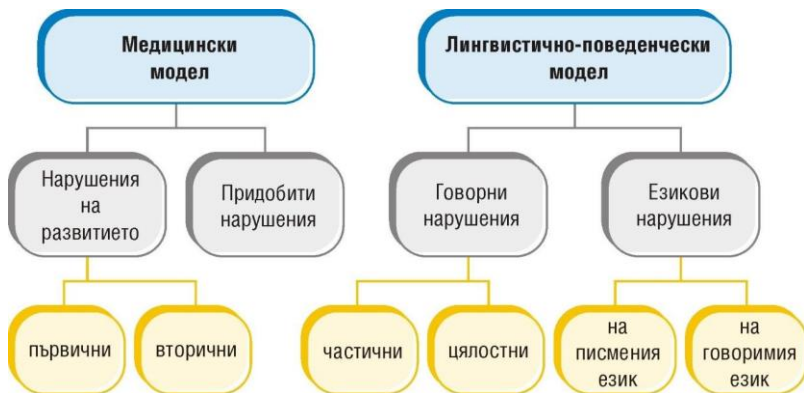 Медицински
модел
Лингвистично-поведенчески
модел
Нарушения
на
развитието
Придобити
нарушения
Говорни
нарушения
Езикови
нарушения
първични
вторични
частични
цялостни
на
писмения
език
на
говоримия
език